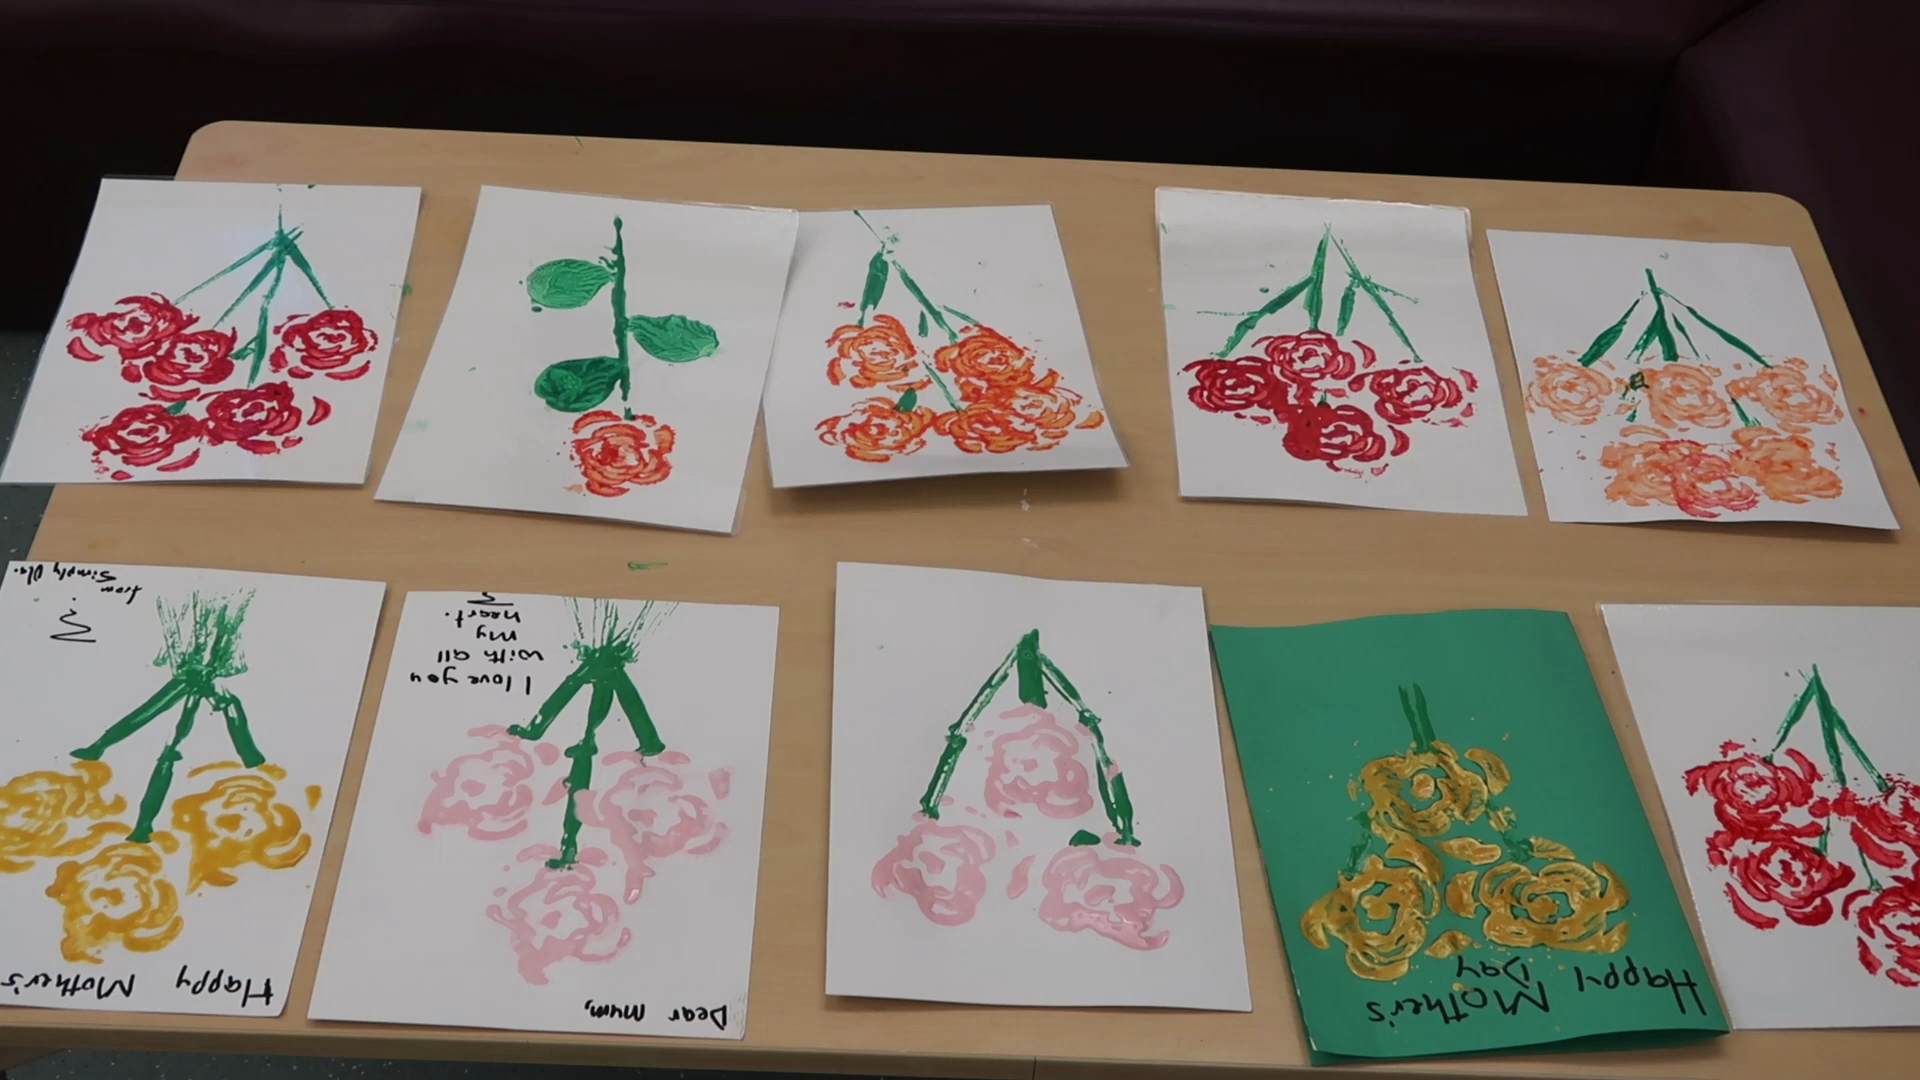 Happy Mother's
from
Simply Ola.
Dear mum,
I love you
with all
my
heart.
Happy
Mother's
Day